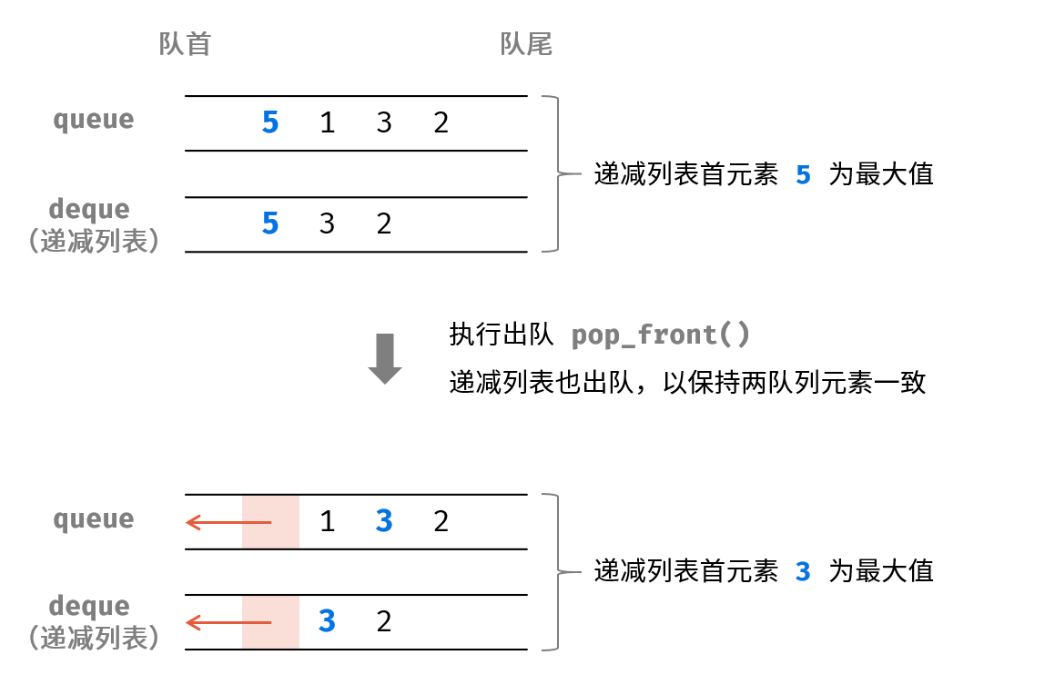 队首 队尾
queue 5 1 3 2
递减列表首元素 5 为最大值
deque 5 3 2
（递减列表）
执行出队 pop_front()
递减列表也出队，以保持两队列元素一致
queue 1 3 2
递减列表首元素 3 为最大值
deque 3 2
（递减列表）